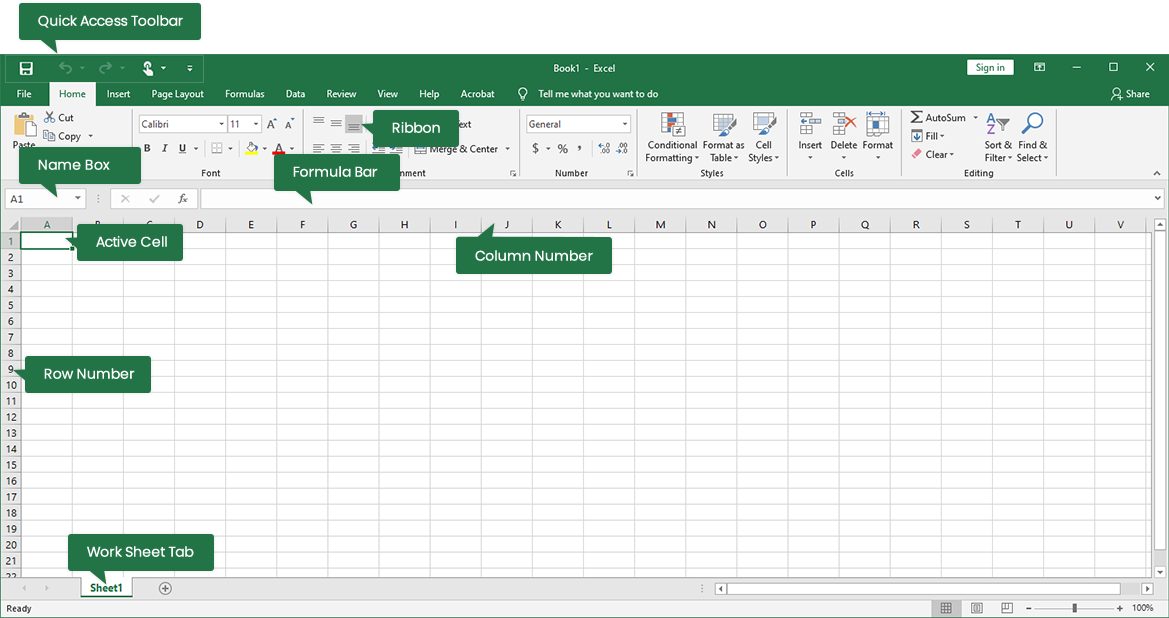 Quick Access Toolbar
Book1 - Excel
Sign in
File Home Insert Page Layout Formulas Data Review View Help Acrobat Tell me what you want to do Share
Cut
Copy
Paste
Calibri 11
B I U A
Font
Ribbon
Merge & Center
General
$ % ,
Number
Conditional Formatting
Format as Table
Cell Styles
Styles
Insert Delete Format
Cells
AutoSum
Fill
Clear
Sort & Filter
Find & Select
Editing
Name Box
Formula Bar
A1
fx
A D E F G H I J K L M N O P Q R S T U V
Active Cell
Column Number
1
2
3
4
5
6
7
8
9
Row Number
10
11
12
13
14
15
16
17
18
19
20
21
22
Work Sheet Tab
Sheet1
Ready
100%